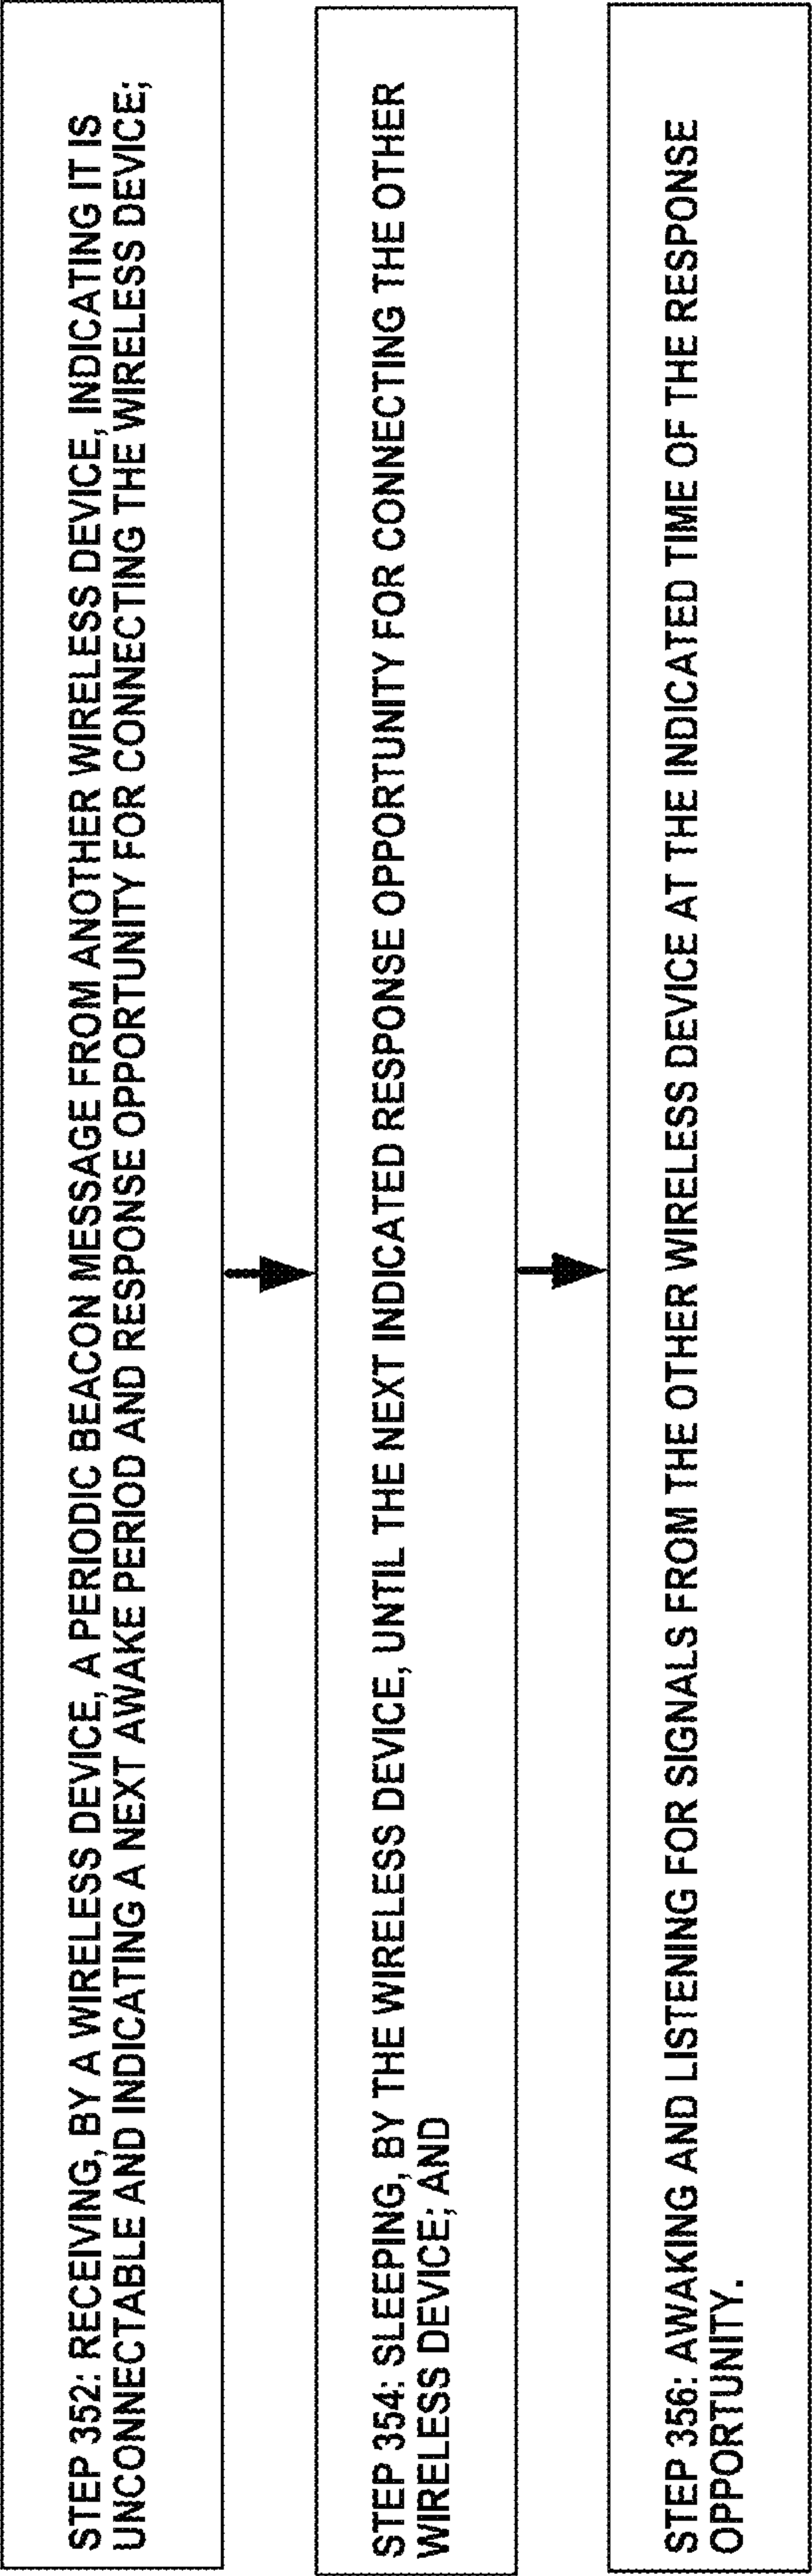 STEP 352: RECEIVING, BY A WIRELESS DEVICE, A PERIODIC BEACON MESSAGE FROM ANOTHER WIRELESS DEVICE, INDICATING IT IS
UNCONNECTABLE AND INDICATING A NEXT AWAKE PERIOD AND RESPONSE OPPORTUNITY FOR CONNECTING THE WIRELESS DEVICE;
STEP 354: SLEEPING, BY THE WIRELESS DEVICE, UNTIL THE NEXT INDICATED RESPONSE OPPORTUNITY FOR CONNECTING THE OTHER
WIRELESS DEVICE; AND
STEP 356: AWAKING AND LISTENING FOR SIGNALS FROM THE OTHER WIRELESS DEVICE AT THE INDICATED TIME OF THE RESPONSE
OPPORTUNITY.